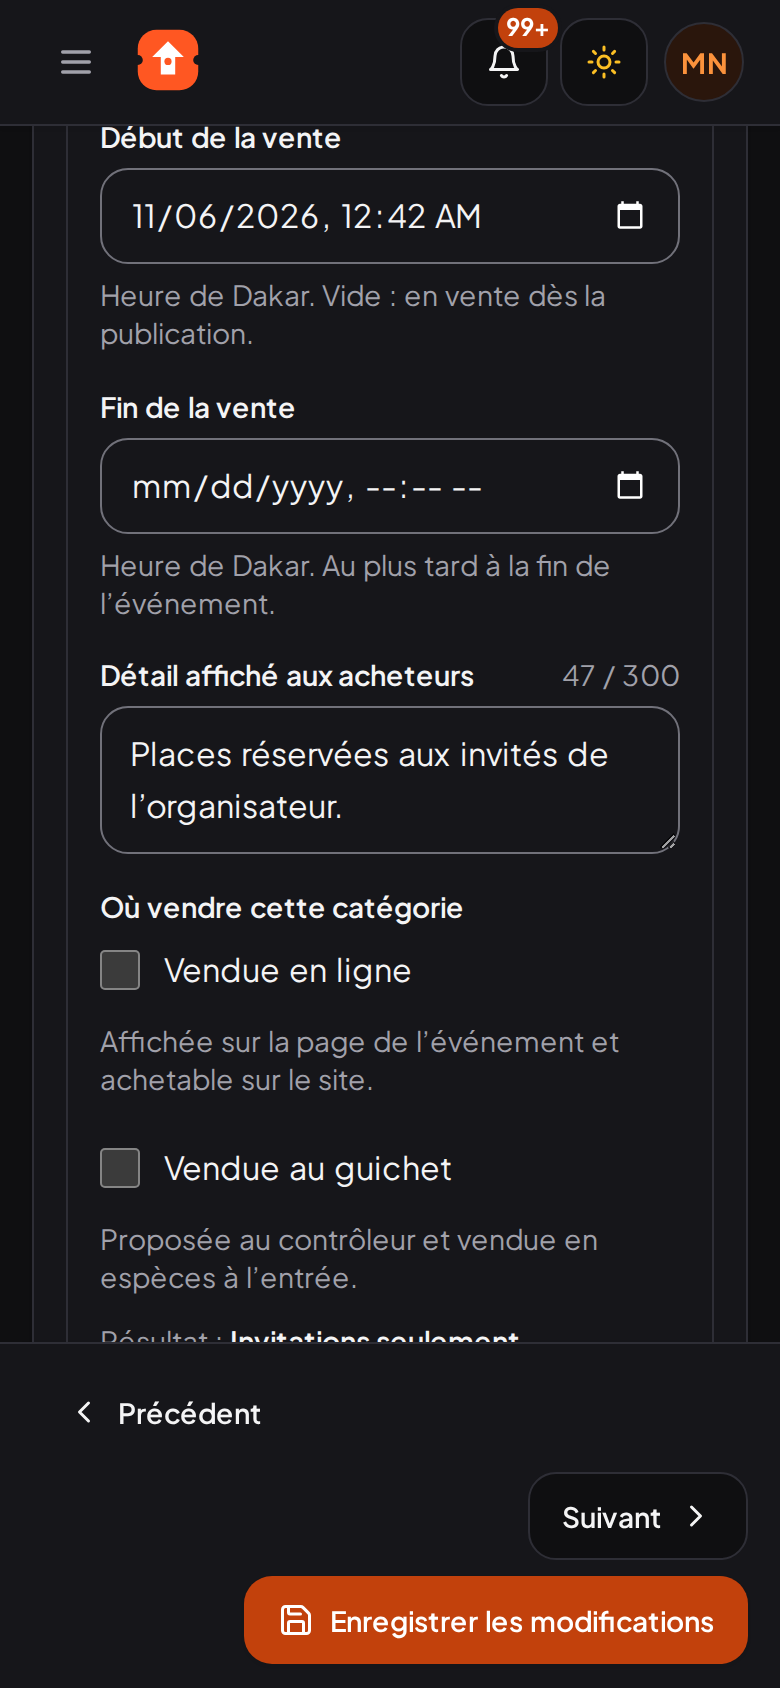 99+
MN
Début de la vente
11/06/2026, 12:42 AM
Heure de Dakar. Vide : en vente dès la
publication.
Fin de la vente
mm/dd/yyyy, --:-- --
Heure de Dakar. Au plus tard à la fin de
l’événement.
Détail affiché aux acheteurs 47 / 300
Places réservées aux invités de
l’organisateur.
Où vendre cette catégorie
Vendue en ligne
Affichée sur la page de l’événement et
achetable sur le site.
Vendue au guichet
Proposée au contrôleur et vendue en
espèces à l’entrée.
Résultat : Invitations seulement
Précédent
Suivant
Enregistrer les modifications